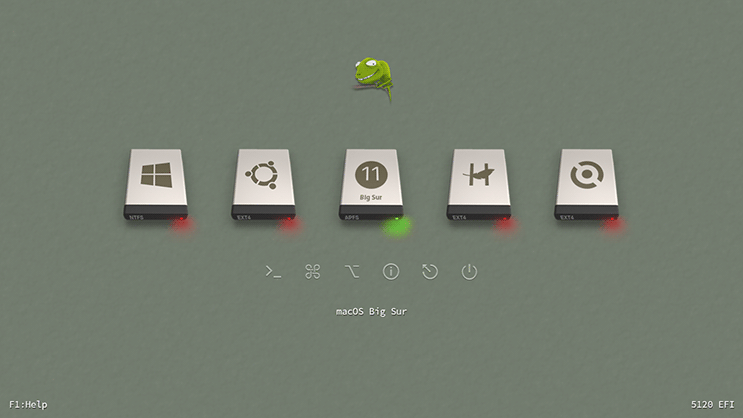 11
Big Sur
NTFS
EXT4
APFS
EXT4
EXT4
macOS Big Sur
F1:Help
5120 EFI